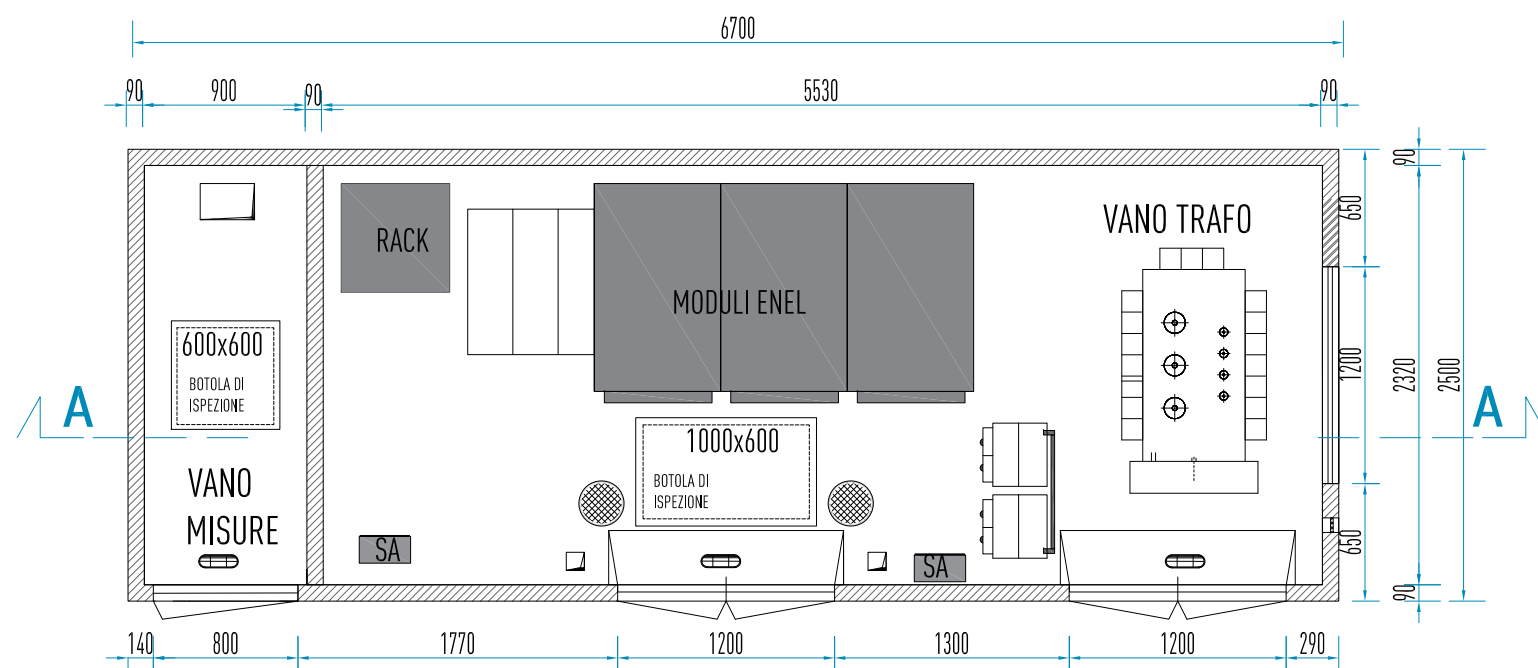 6700
90
900
90
5530
90
90
650
RACK
VANO TRAFO
MODULI ENEL
600x600
BOTOLA DI
ISPEZIONE
1200
2320
2500
A
A
1000x600
BOTOLA DI
ISPEZIONE
VANO
MISURE
SA
SA
650
90
140
800
1770
1200
1300
1200
290